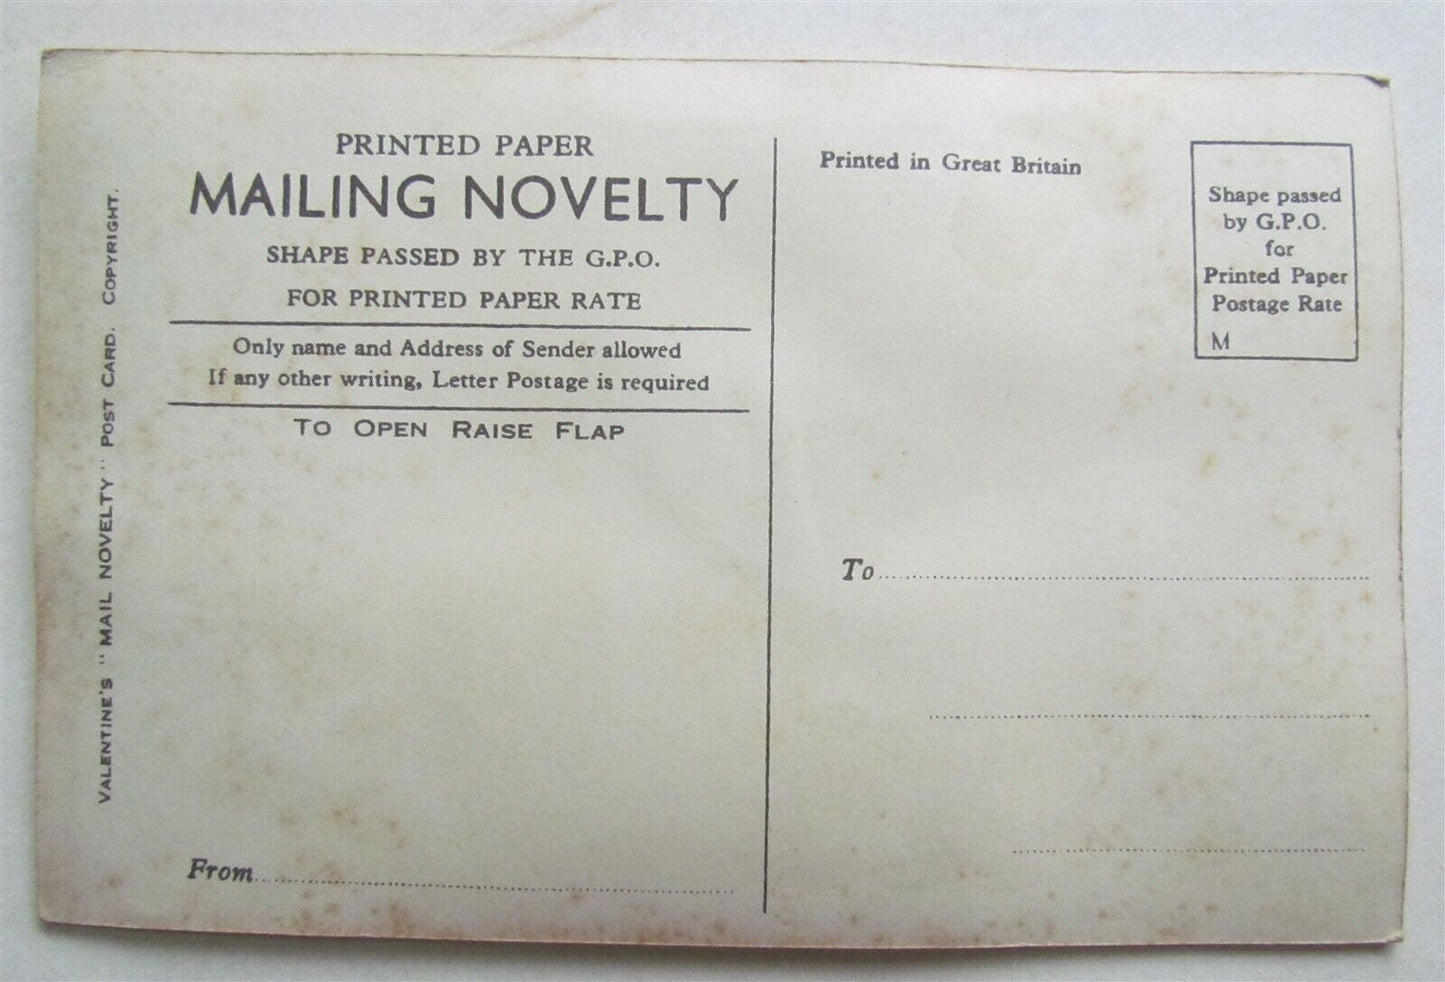 PRINTED PAPER
MAILING NOVELTY
SHAPE PASSED BY THE G.P.O.
FOR PRINTED PAPER RATE
Only name and Address of Sender allowed
If any other writing, Letter Postage is required
TO OPEN RAISE FLAP
From
VALENTINE'S "MAIL NOVELTY" POST CARD. COPYRIGHT.
Printed in Great Britain
Shape passed
by G.P.O.
for
Printed Paper
Postage Rate
M
To